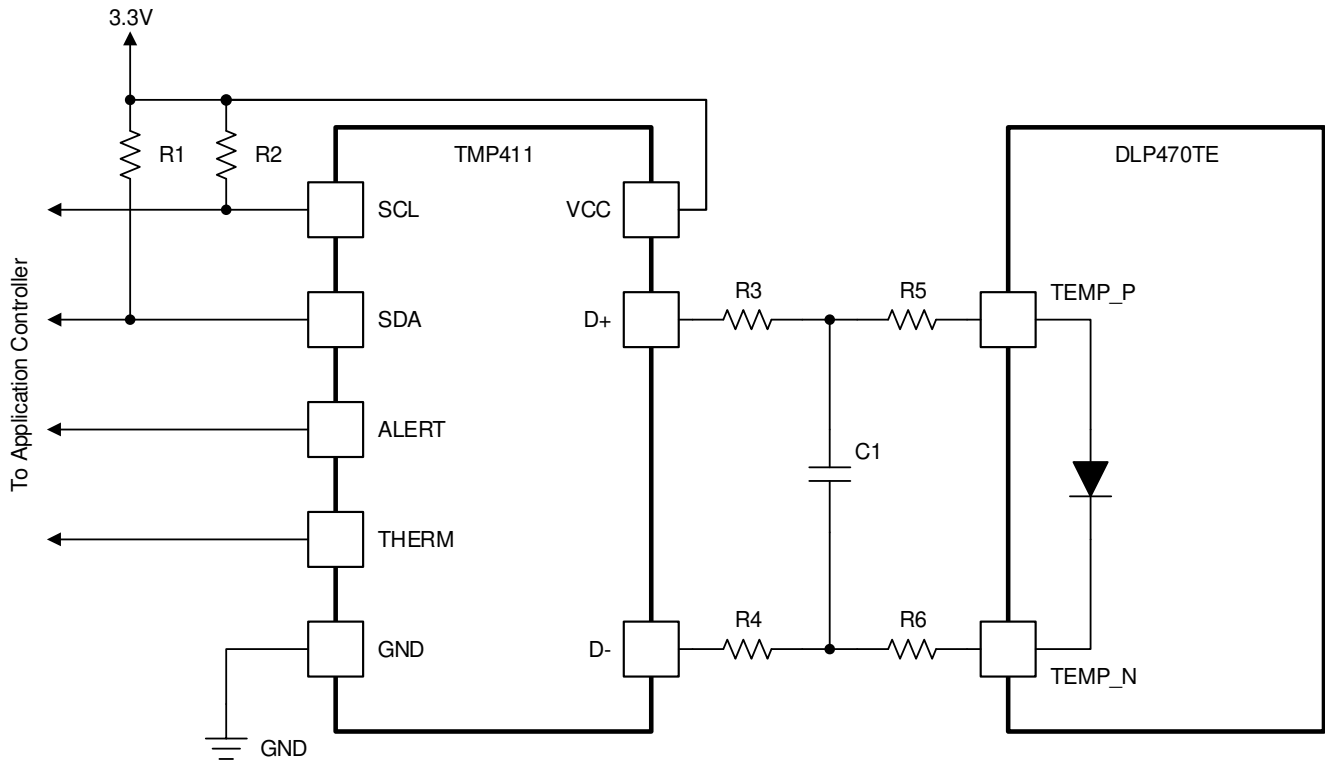 3.3V
R1
R2
TMP411
DLP470TE
SCL
VCC
To Application Controller
SDA
D+
R3
R5
TEMP_P
ALERT
C1
THERM
GND
D-
R4
R6
TEMP_N
GND